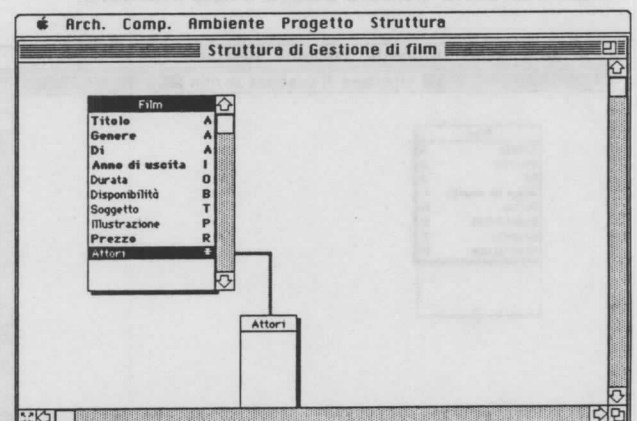 Arch. Comp. Ambiente Progetto Struttura
Struttura di Gestione di film
Film
Titolo A
Genere A
Di A
Anno di uscita I
Durata O
Disponibilità B
Soggetto T
Illustrazione P
Prezzo R
Attori *
Attori